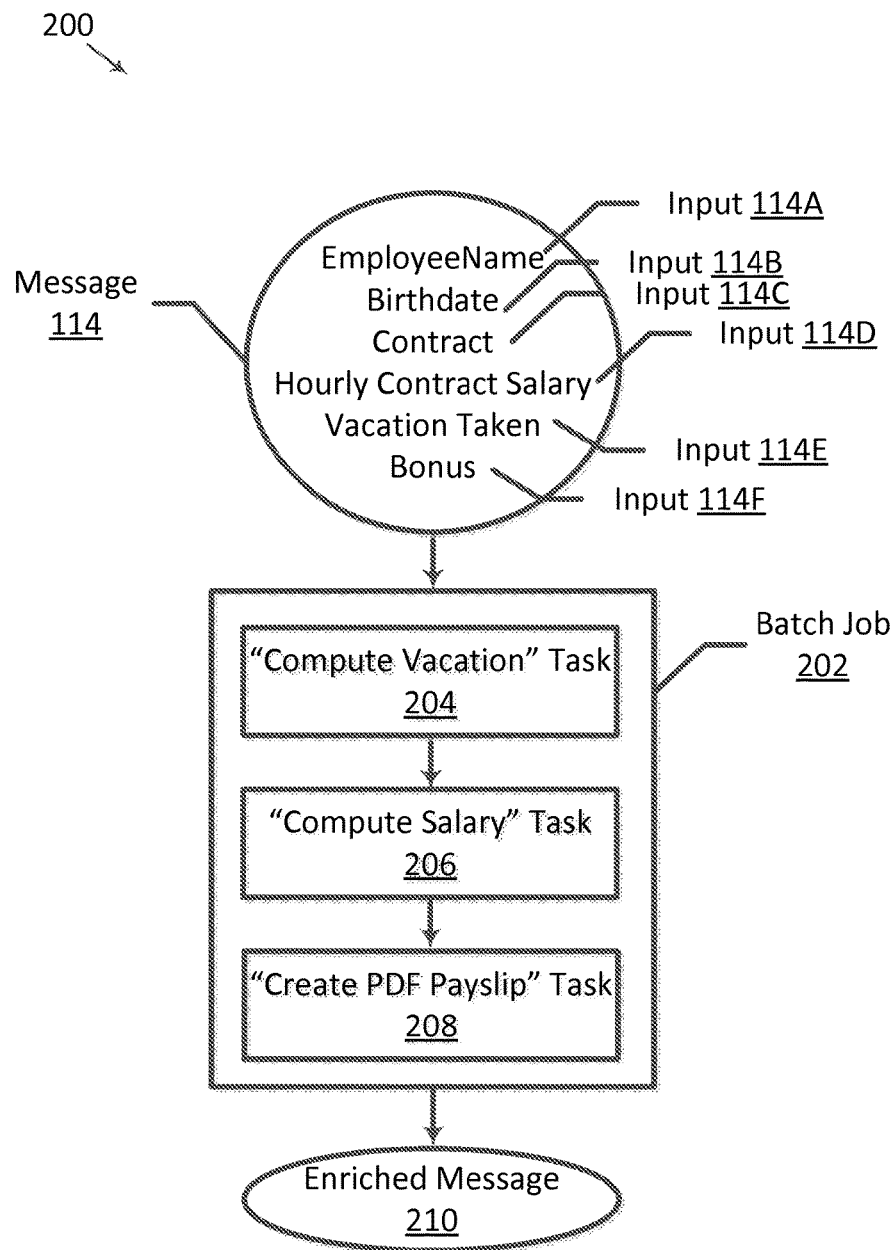 200
Input 114A
EmployeeName
Input 114B
Birthdate
Input 114C
Message
114
Contract
Input 114D
Hourly Contract Salary
Vacation Taken
Input 114E
Bonus
Input 114F
Batch Job
202
“Compute Vacation” Task
204
“Compute Salary” Task
206
“Create PDF Payslip” Task
208
Enriched Message
210